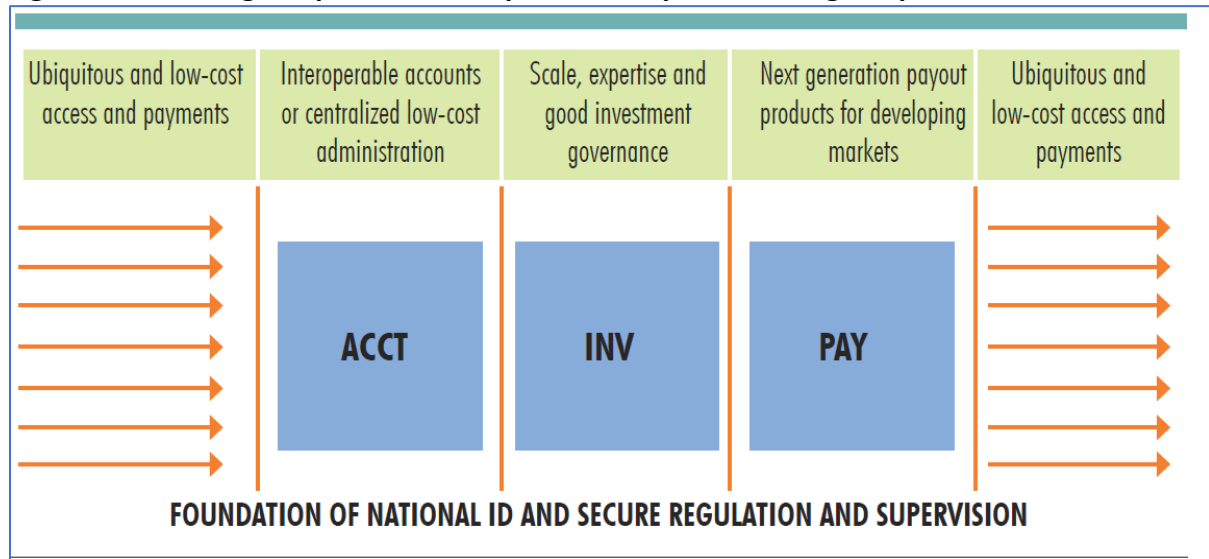 Ubiquitous and low-cost
access and payments
Interoperable accounts
or centralized low-cost
administration
Scale, expertise and
good investment
governance
Next generation payout
products for developing
markets
Ubiquitous and
low-cost access and
payments
ACCT
INV
PAY
FOUNDATION OF NATIONAL ID AND SECURE REGULATION AND SUPERVISION